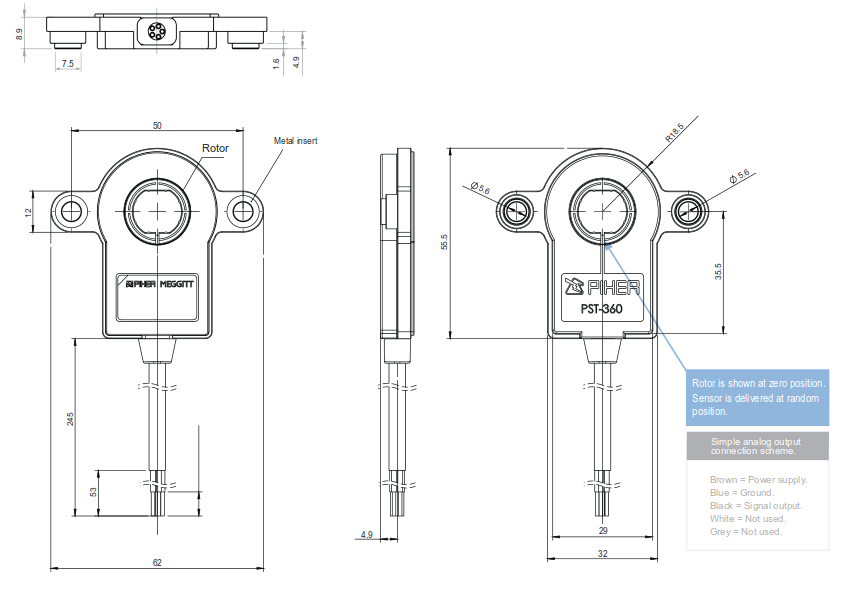 8.9
7.5
1.6
4.9
50
Rotor
Metal insert
12
PIHER MEGGITT
245
53
62
4.9
55.5
R18.5
Ø5.6
Ø5.6
35.5
PIHER
PST-360
29
32
Rotor is shown at zero position.
Sensor is delivered at random
position.
Simple analog output
connection scheme.
Brown = Power supply.
Blue = Ground.
Black = Signal output.
White = Not used.
Grey = Not used.